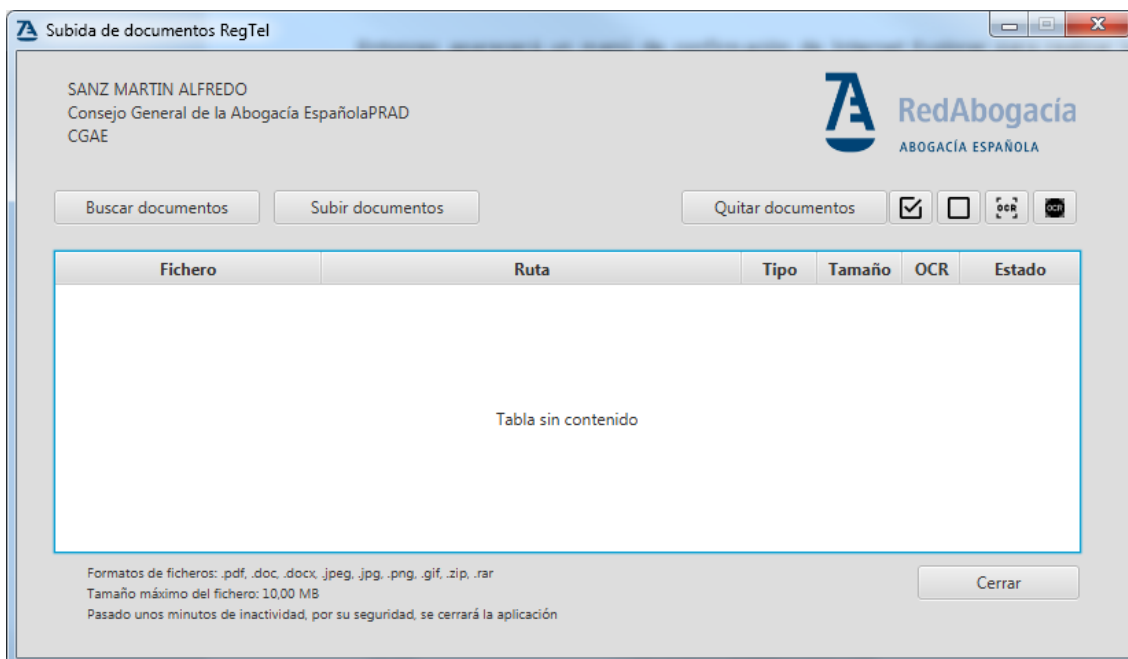 Subida de documentos RegTel
SANZ MARTIN ALFREDO
Consejo General de la Abogacía EspañolaPRAD
CGAE
RedAbogacía
ABOGACÍA ESPAÑOLA
Buscar documentos
Subir documentos
Quitar documentos
OCR
OCR
Fichero Ruta Tipo Tamaño OCR Estado
Tabla sin contenido
Formatos de ficheros: .pdf, .doc, .docx, .jpeg, .jpg, .png, .gif, .zip, .rar
Tamaño máximo del fichero: 10,00 MB
Pasado unos minutos de inactividad, por su seguridad, se cerrará la aplicación
Cerrar